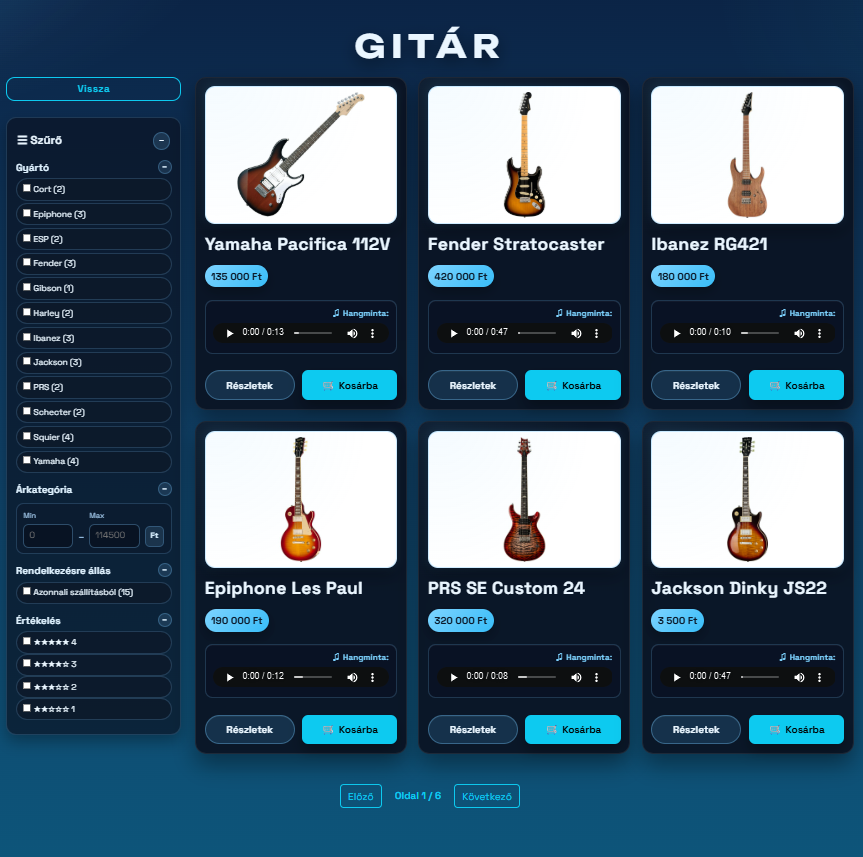 GITÁR
Vissza
☰ Szűrő
−
Gyártó
−
Cort (2)
Epiphone (3)
ESP (2)
Fender (3)
Gibson (1)
Harley (2)
Ibanez (3)
Jackson (3)
PRS (2)
Schecter (2)
Squier (4)
Yamaha (4)
Árkategória
−
Min
Max
0
–
114500
Ft
Rendelkezésre állás
−
Azonnali szállításból (15)
Értékelés
−
★★★★★ 4
★★★★☆ 3
★★★☆☆ 2
★★☆☆☆ 1
Yamaha Pacifica 112V
135 000 Ft
♫ Hangminta:
0:00 / 0:13
Részletek
Kosárba
Fender Stratocaster
420 000 Ft
♫ Hangminta:
0:00 / 0:47
Részletek
Kosárba
Ibanez RG421
180 000 Ft
♫ Hangminta:
0:00 / 0:10
Részletek
Kosárba
Epiphone Les Paul
190 000 Ft
♫ Hangminta:
0:00 / 0:12
Részletek
Kosárba
PRS SE Custom 24
320 000 Ft
♫ Hangminta:
0:00 / 0:08
Részletek
Kosárba
Jackson Dinky JS22
3 500 Ft
♫ Hangminta:
0:00 / 0:47
Részletek
Kosárba
Előző
Oldal 1 / 6
Következő